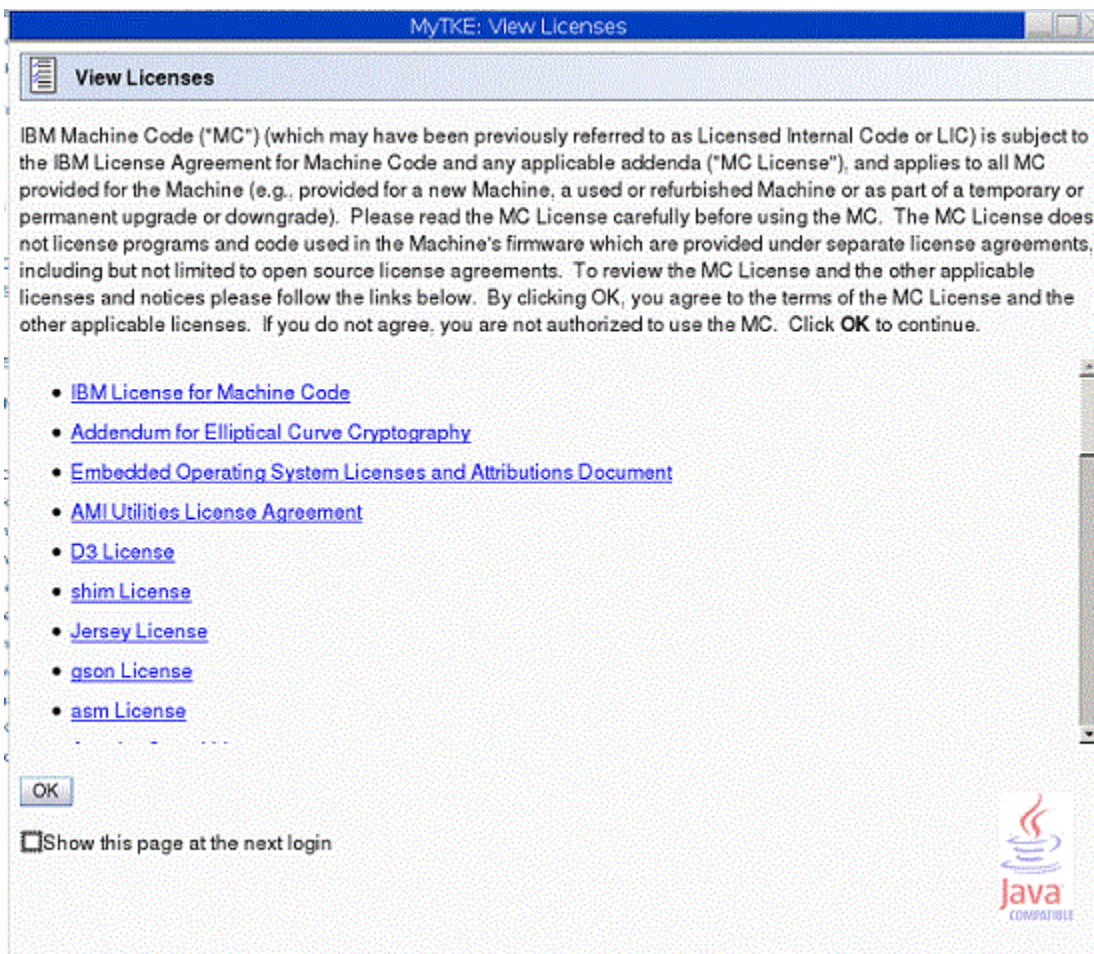 MyTKE: View Licenses
View Licenses
IBM Machine Code ("MC") (which may have been previously referred to as Licensed Internal Code or LIC) is subject to
the IBM License Agreement for Machine Code and any applicable addenda ("MC License"), and applies to all MC
provided for the Machine (e.g., provided for a new Machine, a used or refurbished Machine or as part of a temporary or
permanent upgrade or downgrade). Please read the MC License carefully before using the MC. The MC License does
not license programs and code used in the Machine's firmware which are provided under separate license agreements,
including but not limited to open source license agreements. To review the MC License and the other applicable
licenses and notices please follow the links below. By clicking OK, you agree to the terms of the MC License and the
other applicable licenses. If you do not agree, you are not authorized to use the MC. Click OK to continue.
• IBM License for Machine Code
• Addendum for Elliptical Curve Cryptography
• Embedded Operating System Licenses and Attributions Document
• AMI Utilities License Agreement
• D3 License
• shim License
• Jersey License
• gson License
• asm License
OK
Show this page at the next login
Java
COMPATIBLE